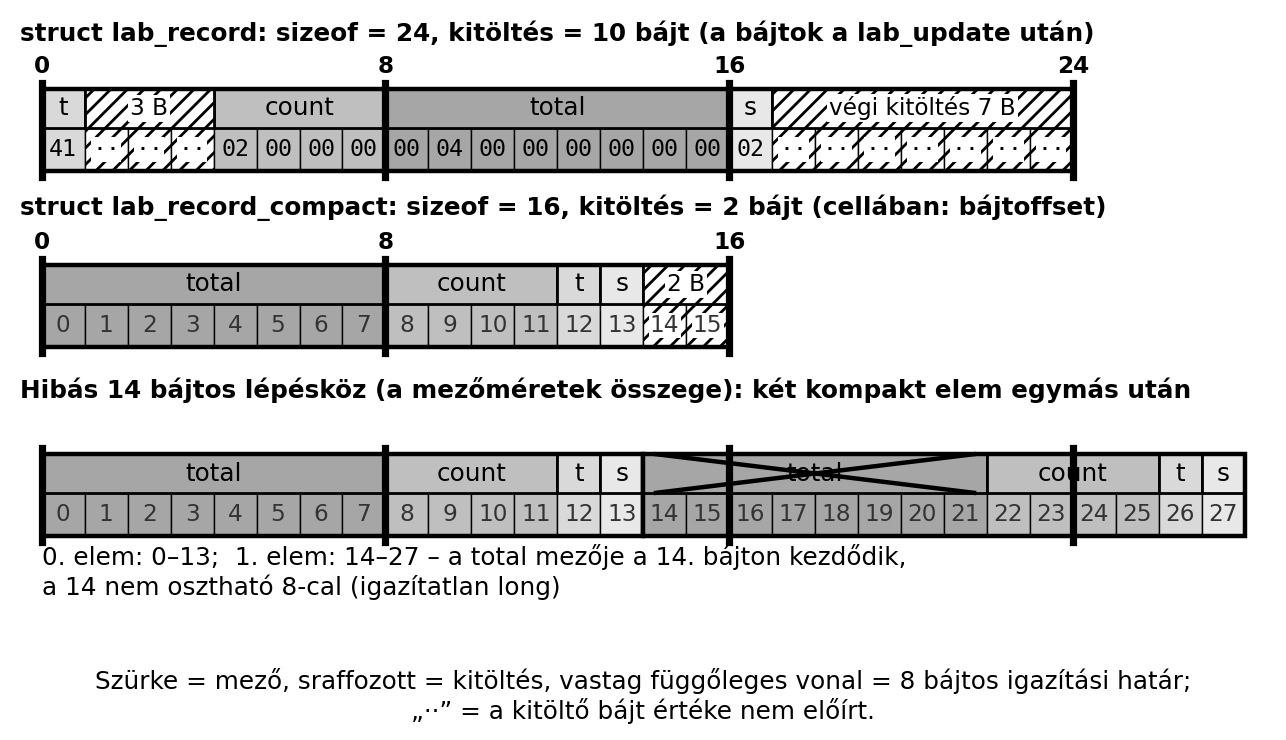 struct lab_record: sizeof = 24, kitöltés = 10 bájt (a bájtok a lab_update után)
0 8 16 24
t 3 B count total s végi kitöltés 7 B
41 ·· ·· ·· 02 00 00 00 00 04 00 00 00 00 00 00 02 ·· ·· ·· ·· ·· ·· ··
struct lab_record_compact: sizeof = 16, kitöltés = 2 bájt (cellában: bájtoffset)
0 8 16
total count t s 2 B
0 1 2 3 4 5 6 7 8 9 10 11 12 13 14 15
Hibás 14 bájtos lépésköz (a mezőméretek összege): két kompakt elem egymás után
total count t s total count t s
0 1 2 3 4 5 6 7 8 9 10 11 12 13 14 15 16 17 18 19 20 21 22 23 24 25 26 27
0. elem: 0–13; 1. elem: 14–27 – a total mezője a 14. bájton kezdődik,
a 14 nem osztható 8-cal (igazítatlan long)
Szürke = mező, sraffozott = kitöltés, vastag függőleges vonal = 8 bájtos igazítási határ;
„··” = a kitöltő bájt értéke nem előírt.